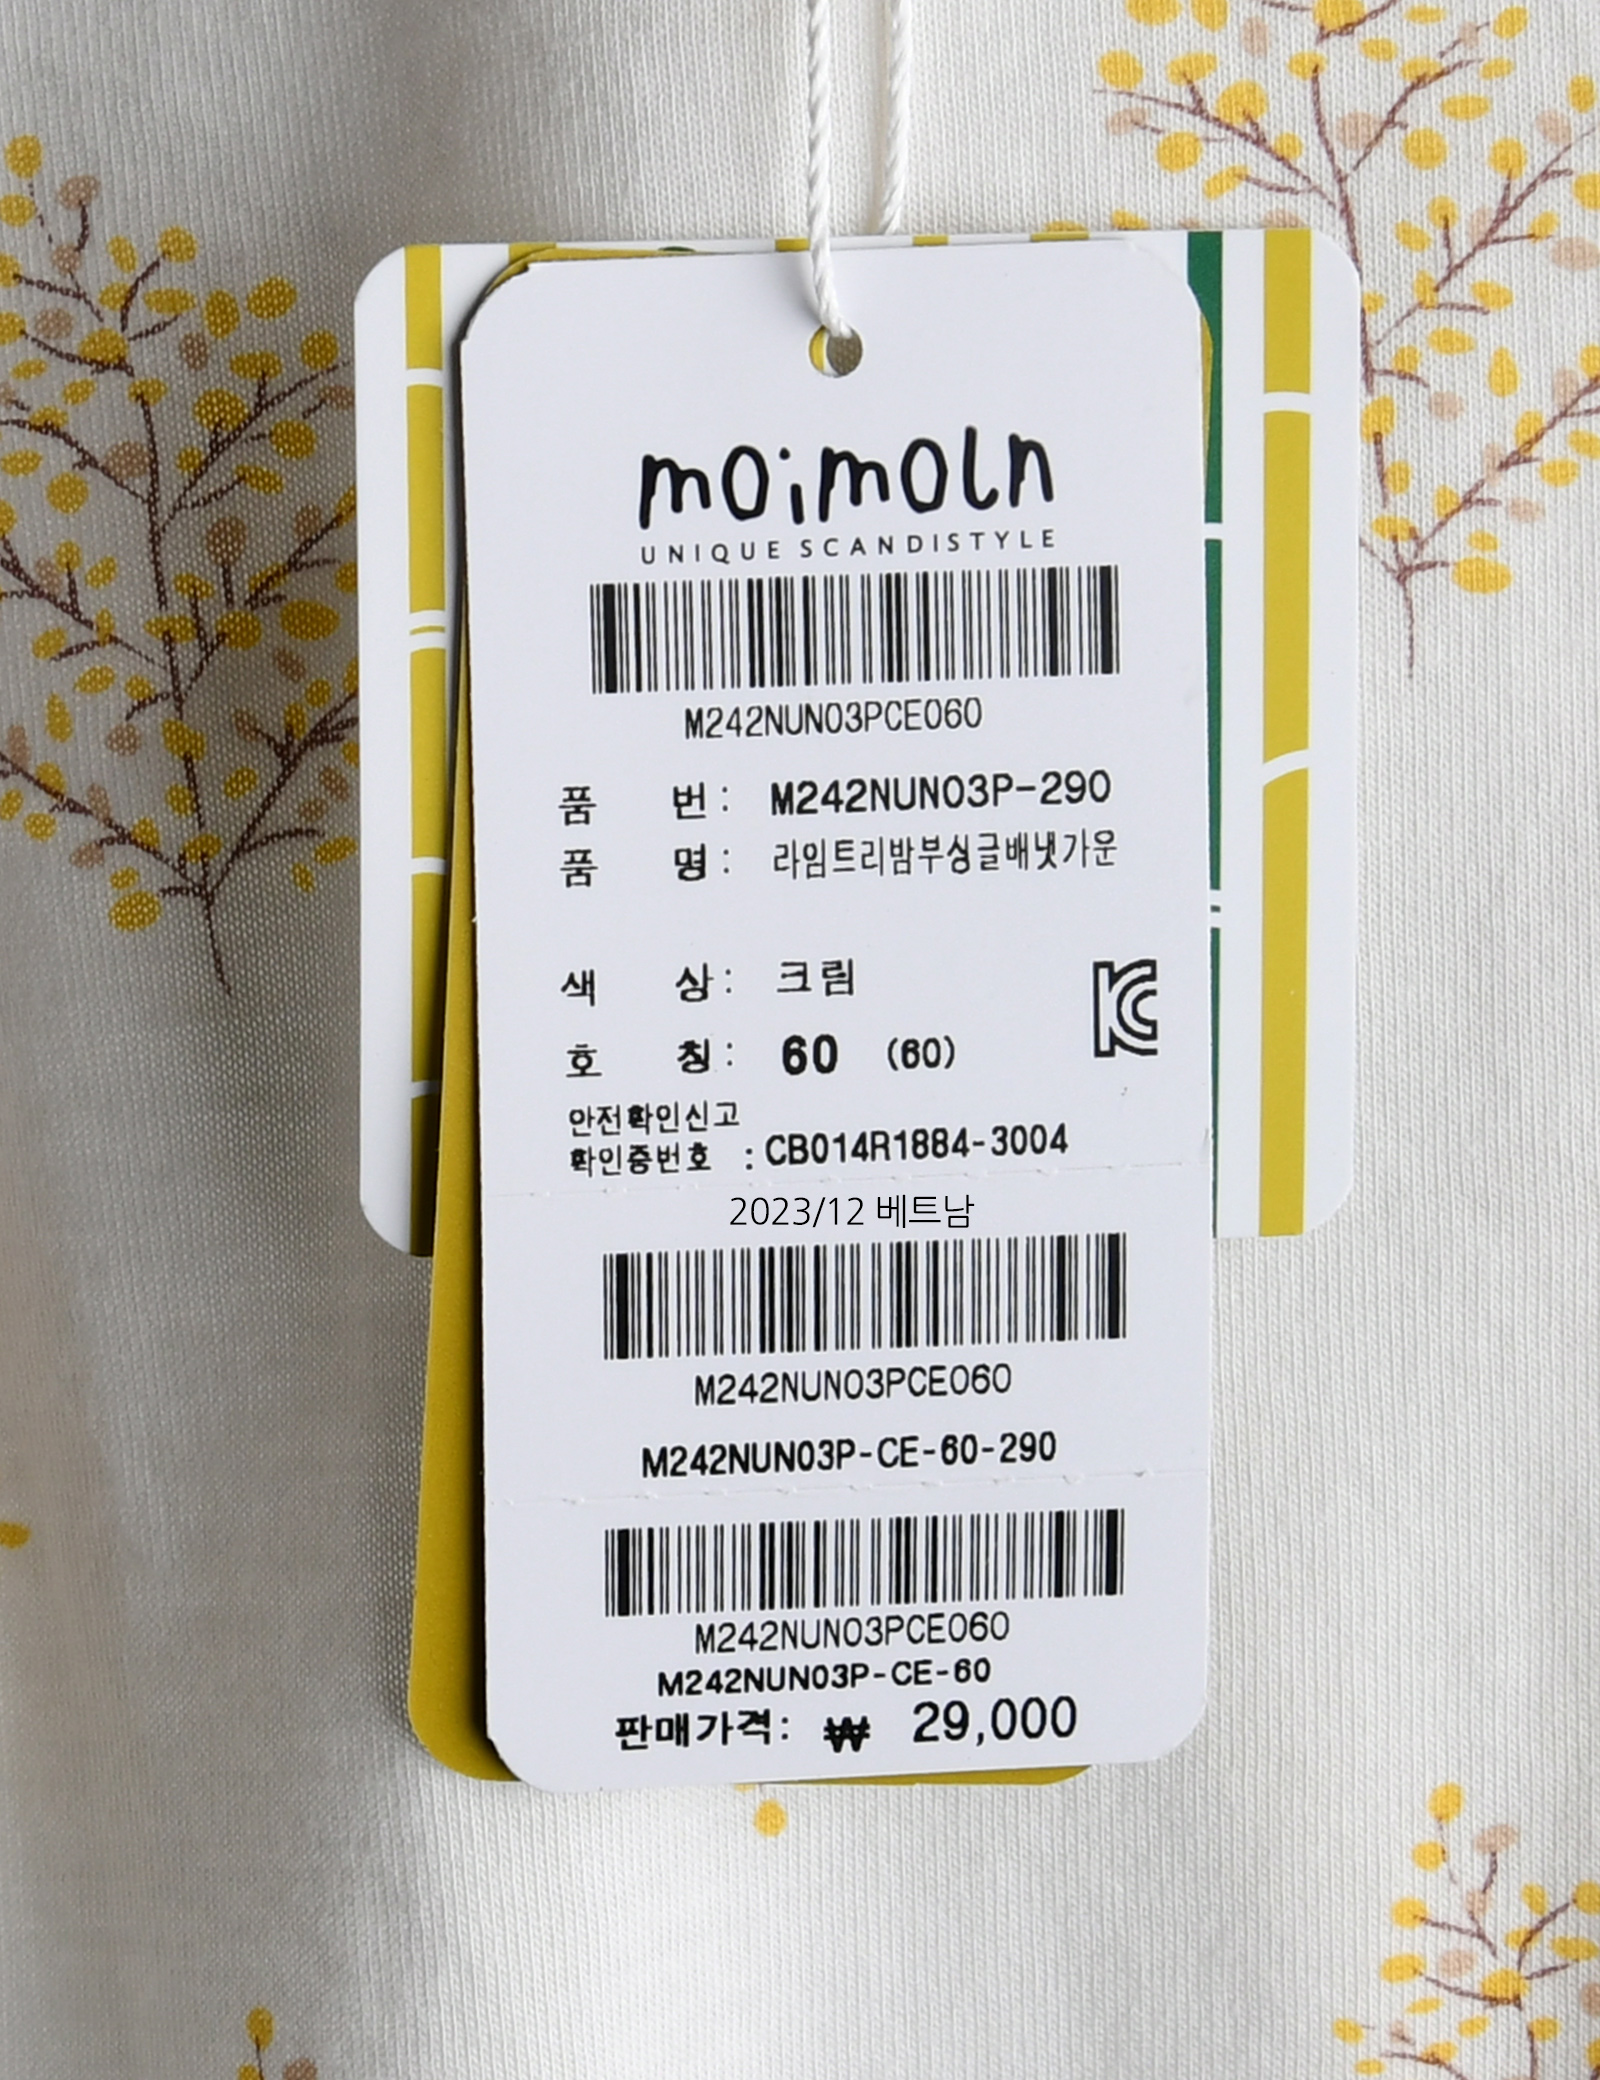 moimoln
UNIQUE SCANDISTYLE
M242NUN03PCE060
품 번 : M242NUN03P-290
품 명 : 라임트리밤부싱글배냇가운
색 상 : 크림
호 칭 : 60 (60)
안전확인신고
확인증번호 : CB014R1884-3004
2023/12 베트남
M242NUN03PCE060
M242NUN03P-CE-60-290
M242NUN03PCE060
M242NUN03P-CE-60
판매가격: ₩ 29,000